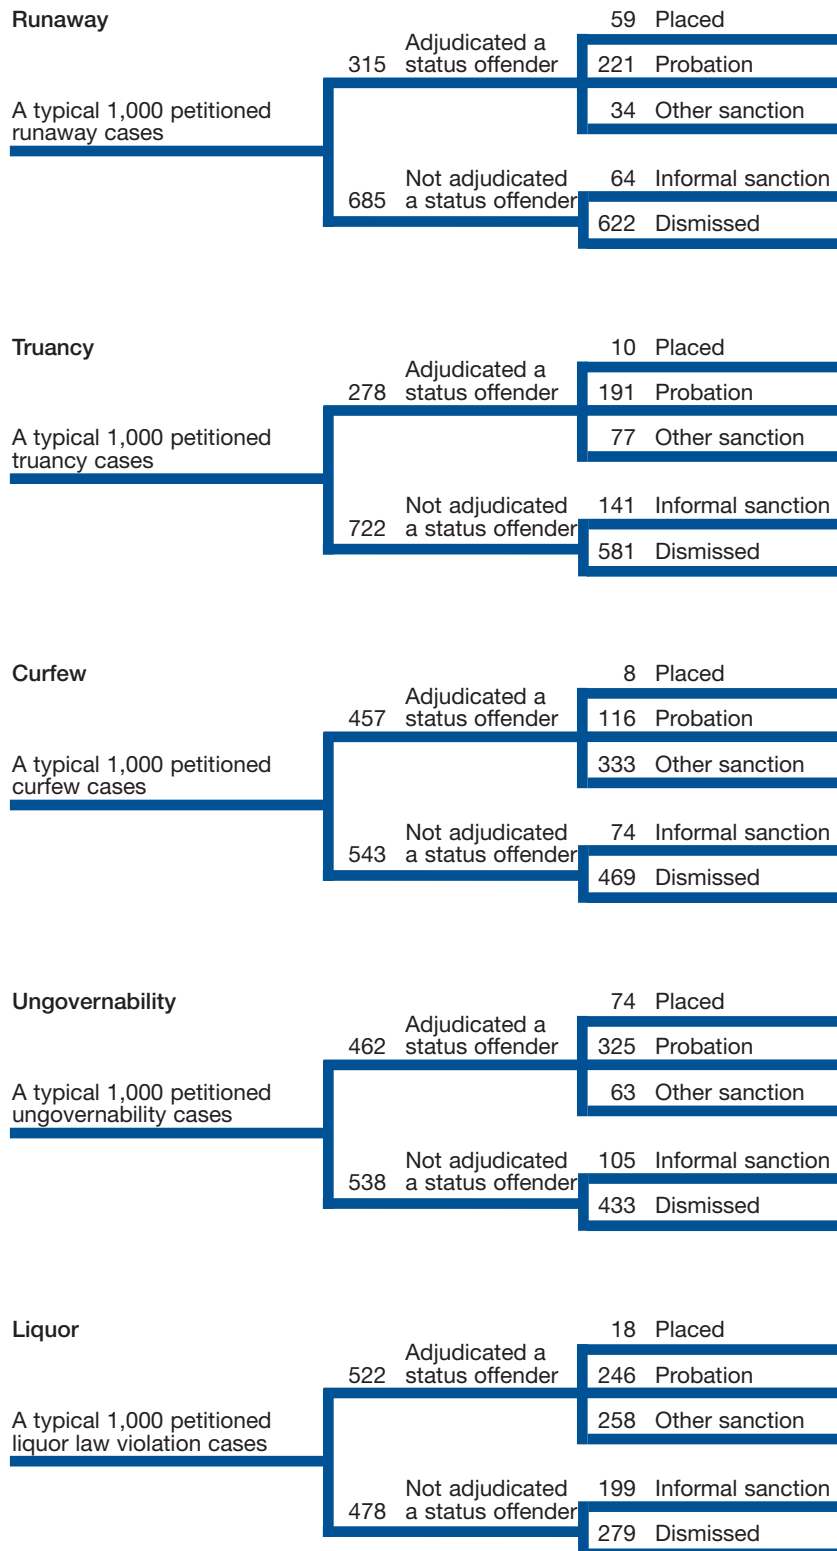 Runaway
59 Placed
315 Adjudicated a
status offender
221 Probation
A typical 1,000 petitioned
runaway cases
34 Other sanction
685 Not adjudicated
a status offender
64 Informal sanction
622 Dismissed
Truancy
10 Placed
278 Adjudicated a
status offender
191 Probation
A typical 1,000 petitioned
truancy cases
77 Other sanction
722 Not adjudicated
a status offender
141 Informal sanction
581 Dismissed
Curfew
8 Placed
457 Adjudicated a
status offender
116 Probation
A typical 1,000 petitioned
curfew cases
333 Other sanction
543 Not adjudicated
a status offender
74 Informal sanction
469 Dismissed
Ungovernability
74 Placed
462 Adjudicated a
status offender
325 Probation
A typical 1,000 petitioned
ungovernability cases
63 Other sanction
538 Not adjudicated
a status offender
105 Informal sanction
433 Dismissed
Liquor
18 Placed
522 Adjudicated a
status offender
246 Probation
A typical 1,000 petitioned
liquor law violation cases
258 Other sanction
478 Not adjudicated
a status offender
199 Informal sanction
279 Dismissed